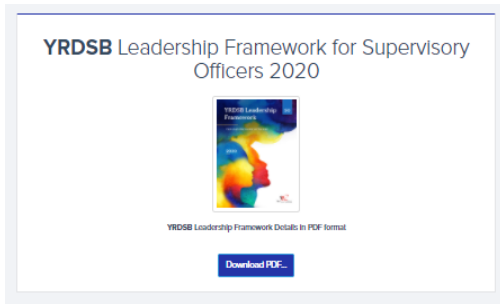 YRDSB Leadership Framework for Supervisory
Officers 2020
YRDSB Leadership
Framework
YRDSB Leadership Framework Details in PDF format
Download PDF...